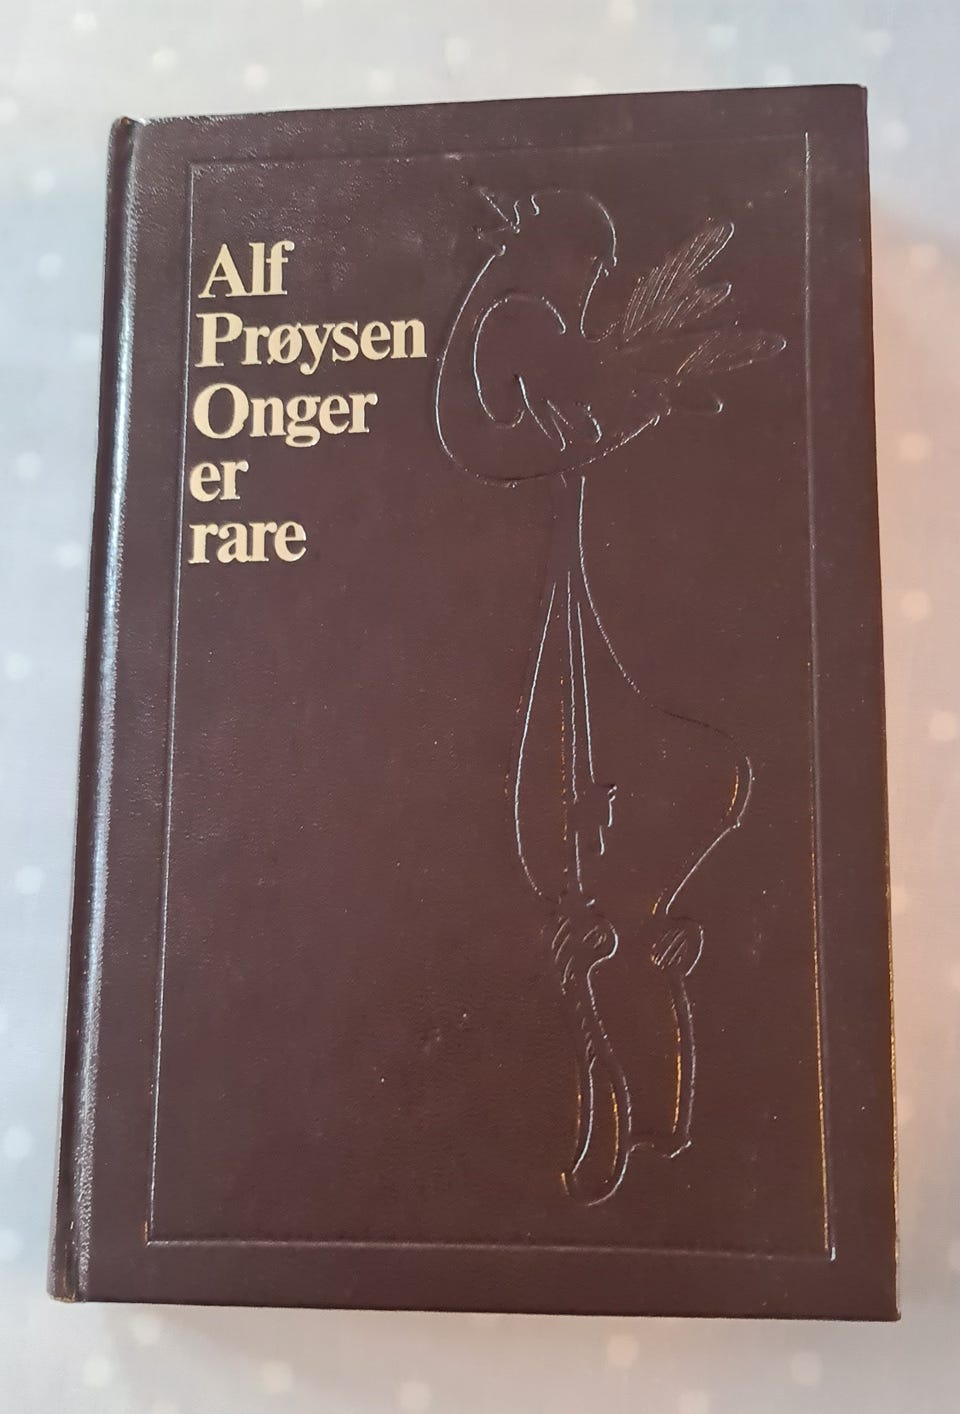 Alf
Prøysen
Onger
er
rare